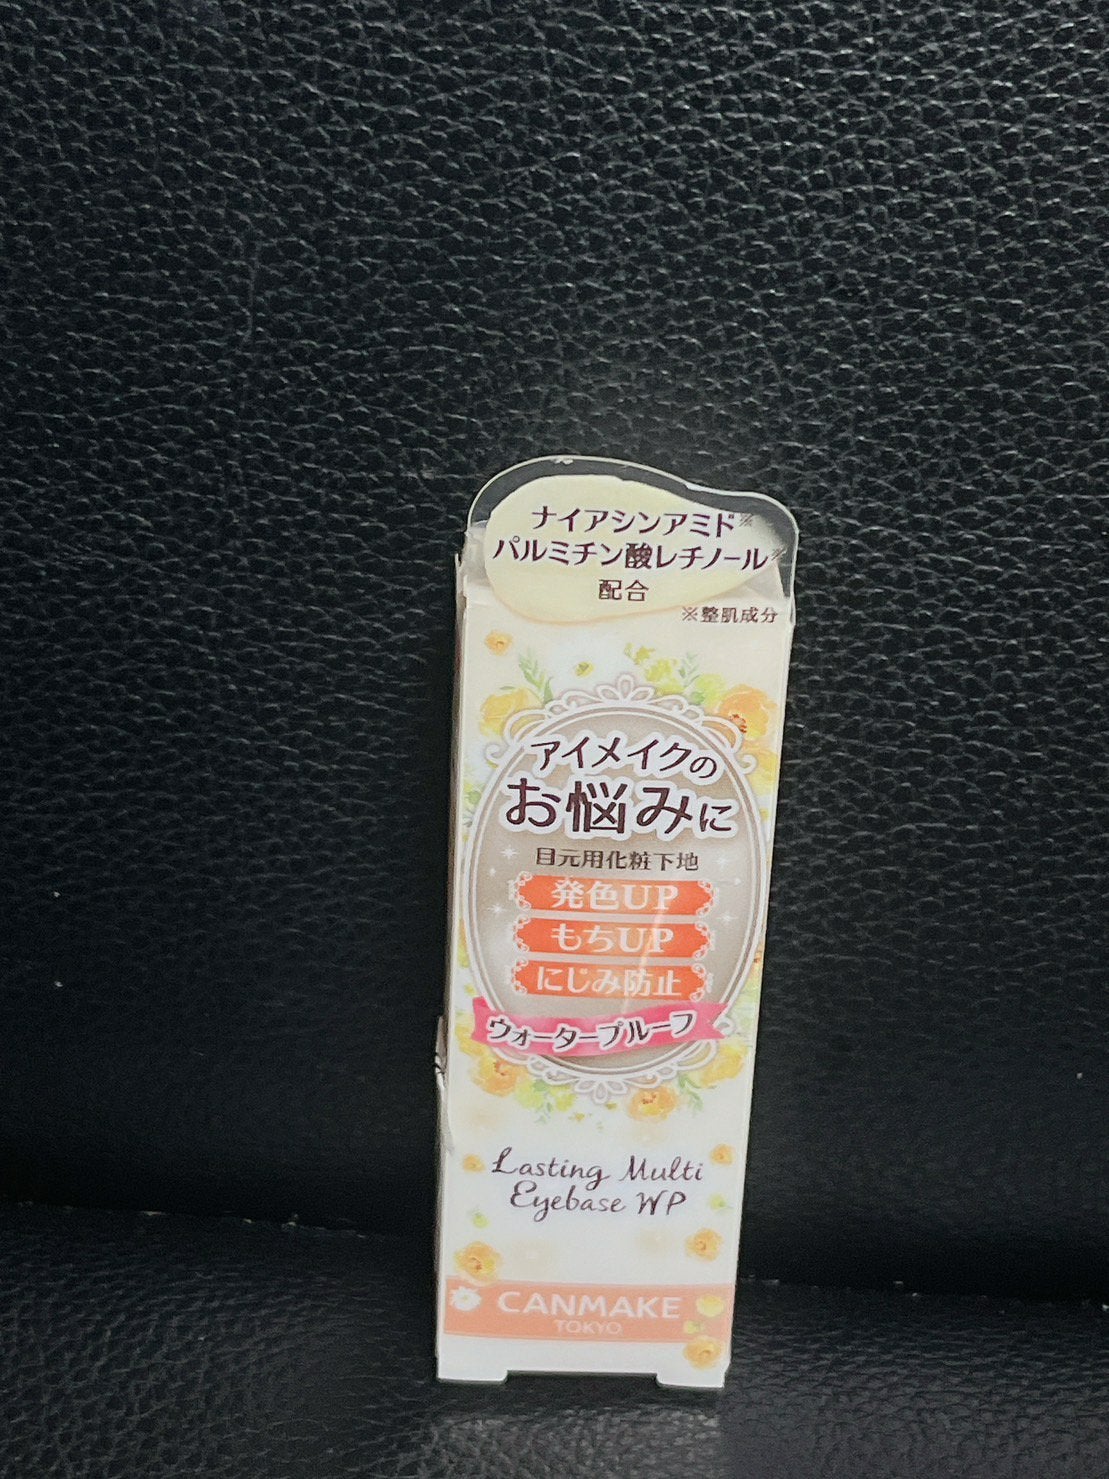 ナイアシンアミド※
パルミチン酸レチノール※
配合
※整肌成分
アイメイクの
お悩みに
目元用化粧下地
発色UP
もちUP
にじみ防止
ウォータープルーフ
Lasting Multi
Eyebase WP
CANMAKE
TOKYO